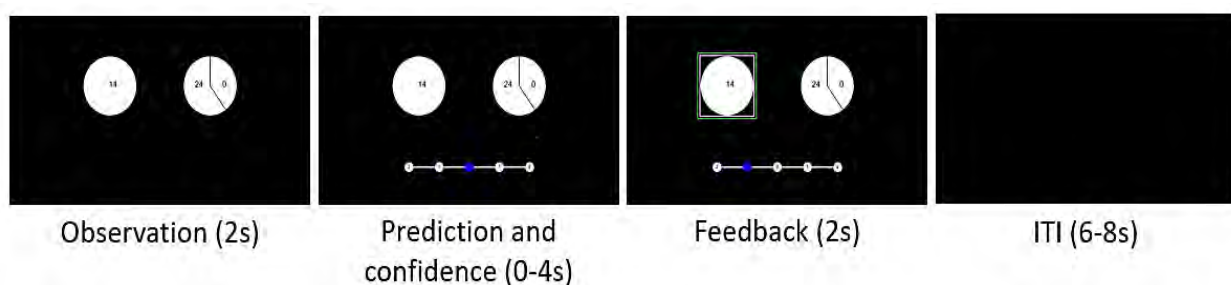 14
24
0
14
24
0
14
24
0
Observation (2s)
Prediction and
confidence (0-4s)
Feedback (2s)
ITI (6-8s)